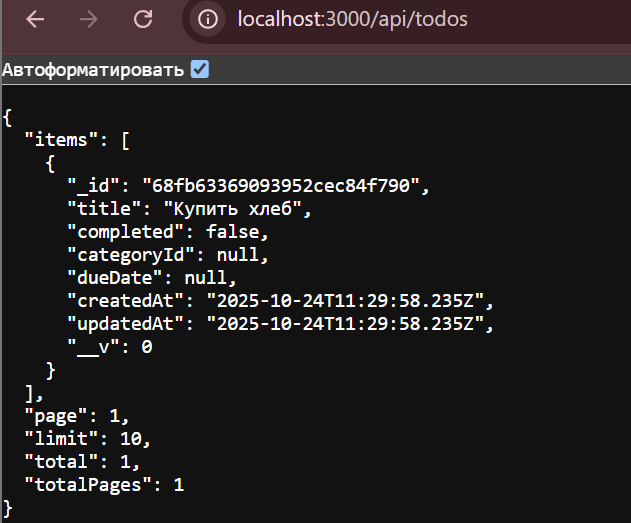 localhost:3000/api/todos
Автоформатировать
{
  "items": [
    {
      "_id": "68fb63369093952cec84f790",
      "title": "Купить хлеб",
      "completed": false,
      "categoryId": null,
      "dueDate": null,
      "createdAt": "2025-10-24T11:29:58.235Z",
      "updatedAt": "2025-10-24T11:29:58.235Z",
      "__v": 0
    }
  ],
  "page": 1,
  "limit": 10,
  "total": 1,
  "totalPages": 1
}